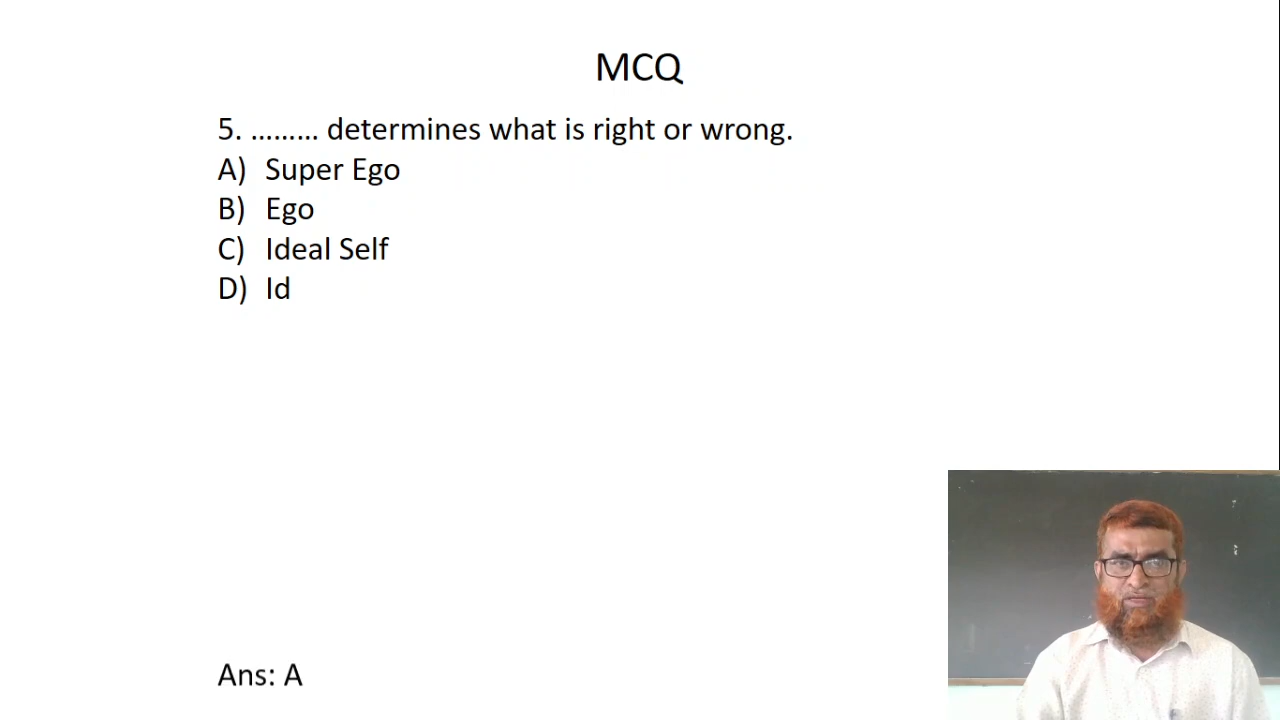 MCQ
5. ......... determines what is right or wrong.
A) Super Ego
B) Ego
C) Ideal Self
D) Id
Ans: A